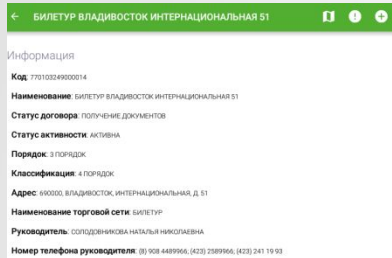 БИЛЕТУР ВЛАДИВОСТОК ИНТЕРНАЦИОНАЛЬНАЯ 51
Информация
Код: 770103249000014
Наименование: БИЛЕТУР ВЛАДИВОСТОК ИНТЕРНАЦИОНАЛЬНАЯ 51
Статус договора: ПОЛУЧЕНИЕ ДОКУМЕНТОВ
Статус активности: АКТИВНА
Порядок: 3 ПОРЯДОК
Классификация: 4 ПОРЯДОК
Адрес: 690000, ВЛАДИВОСТОК, ИНТЕРНАЦИОНАЛЬНАЯ, Д. 51
Наименование торговой сети: БИЛЕТУР
Руководитель: СОЛОДОВНИКОВА НАТАЛЬЯ НИКОЛАЕВНА
Номер телефона руководителя: (8) 908 4489966, (423) 2589966, (423) 241 19 93